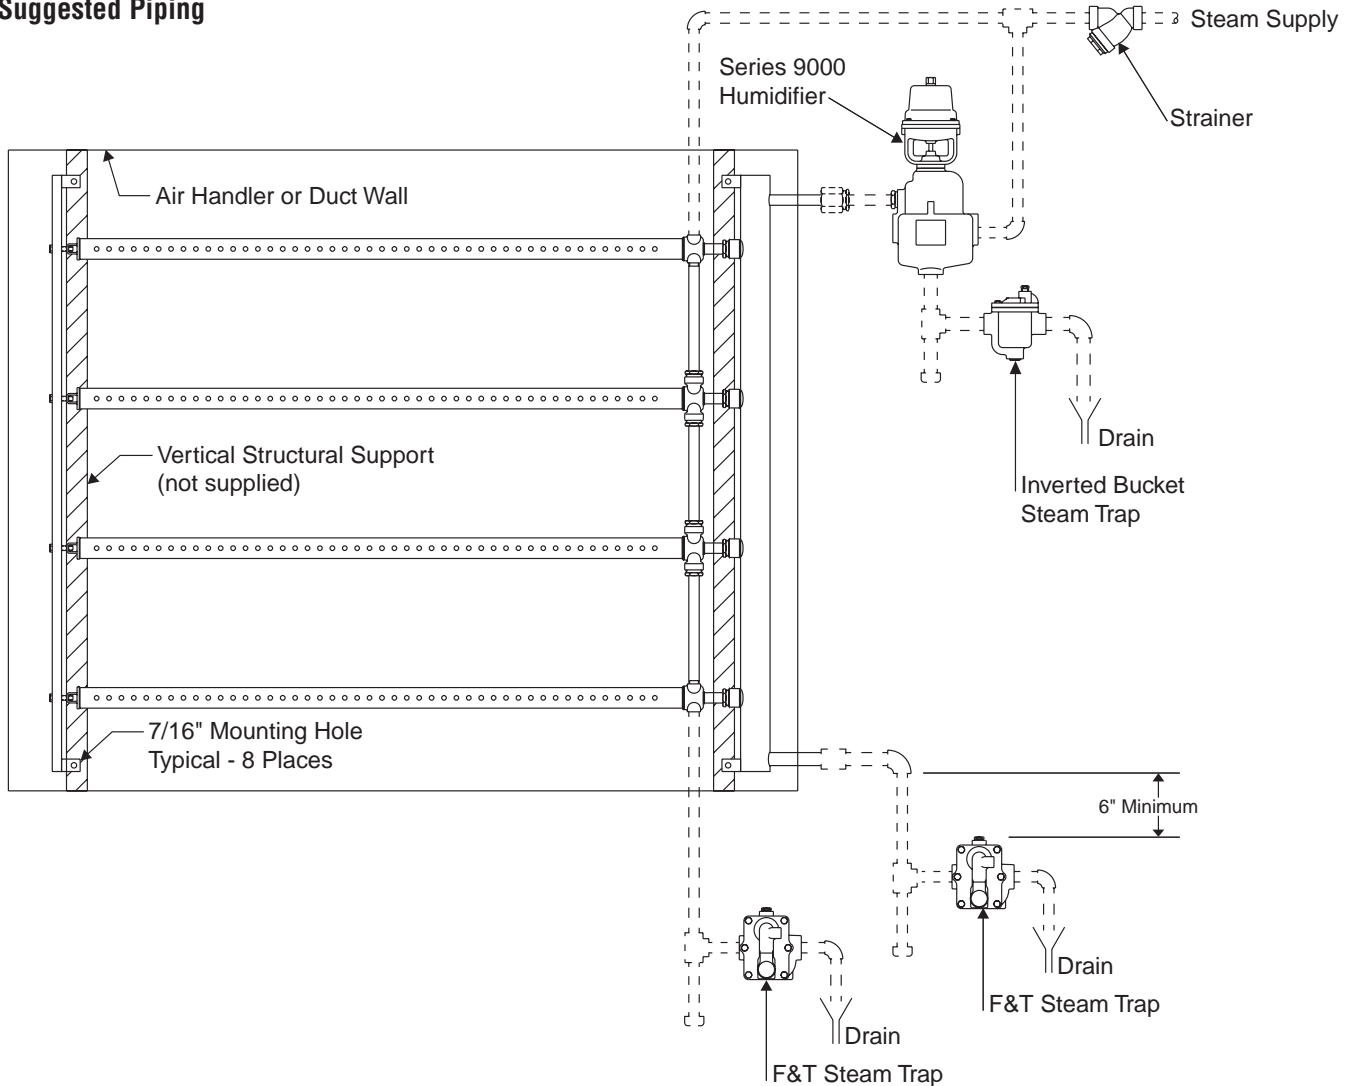 Suggested Piping
Steam Supply
Series 9000
Humidifier
Strainer
Air Handler or Duct Wall
Drain
Vertical Structural Support
(not supplied)
Inverted Bucket
Steam Trap
7/16" Mounting Hole
Typical - 8 Places
6" Minimum
Drain
F&T Steam Trap
Drain
F&T Steam Trap